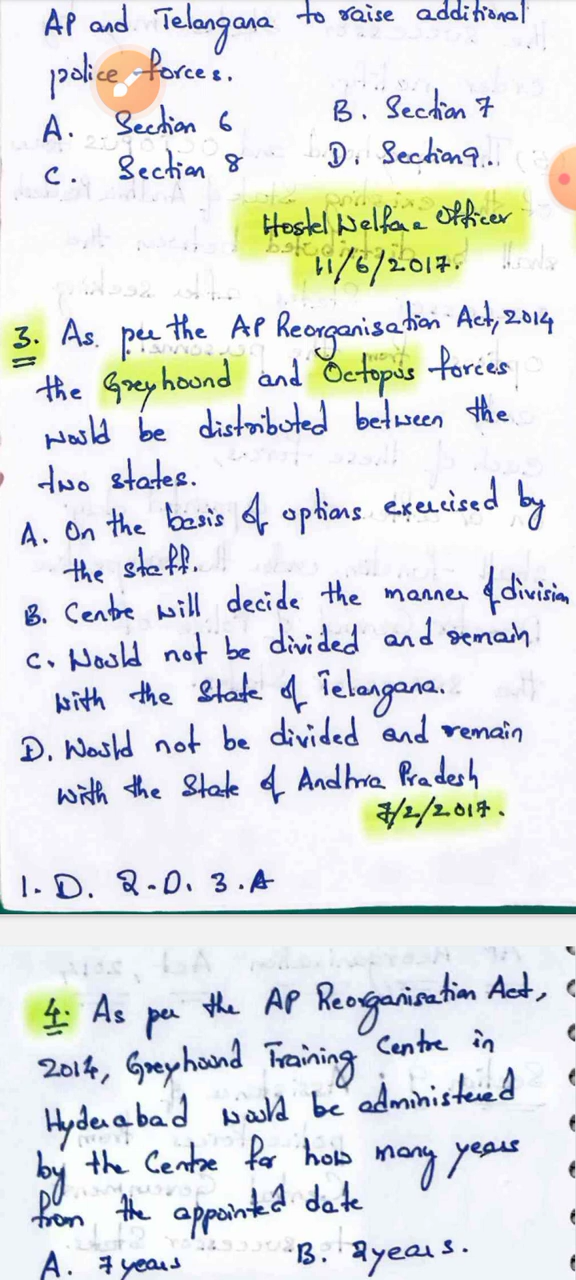 AP and Telangana to raise additional
police forces.
A. Section 6 B. Section 7
C. Section 8 D. Section 9..
Hostel Welfare Officer
11/6/2017.
3. As per the AP Reorganisation Act, 2014
the Greyhound and Octopus forces
would be distributed between the
two states.
A. On the basis of options exercised by
the staff.
B. Centre will decide the manner of division
C. Would not be divided and remain
with the State of Telangana.
D. Would not be divided and remain
with the State of Andhra Pradesh
7/2/2017.
1. D. 2. D. 3. A
4. As per the AP Reorganisation Act,
2014, Greyhound Training Centre in
Hyderabad would be administered
by the Centre for how many years
from the appointed date
A. 7 years B. 2 years.